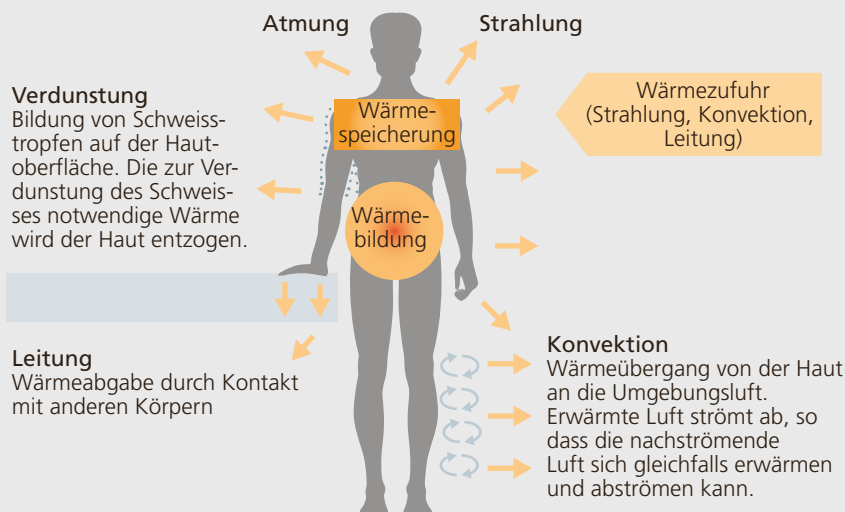 Atmung
Strahlung
Verdunstung
Bildung von Schweiss-
tropfen auf der Haut-
oberfläche. Die zur Ver-
dunstung des Schweis-
ses notwendige Wärme
wird der Haut entzogen.
Wärme-
speicherung
Wärmezufuhr
(Strahlung, Konvektion,
Leitung)
Wärme-
bildung
Leitung
Wärmeabgabe durch Kontakt
mit anderen Körpern
Konvektion
Wärmeübergang von der Haut
an die Umgebungsluft.
Erwärmte Luft strömt ab, so
dass die nachströmende
Luft sich gleichfalls erwärmen
und abströmen kann.